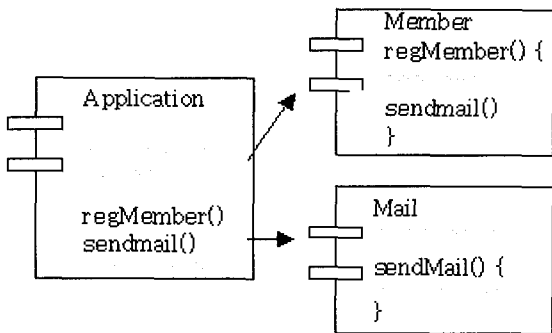 Application
regMember()
sendmail()
Member
regMember() {
sendmail()
}
Mail
sendMail() {
}